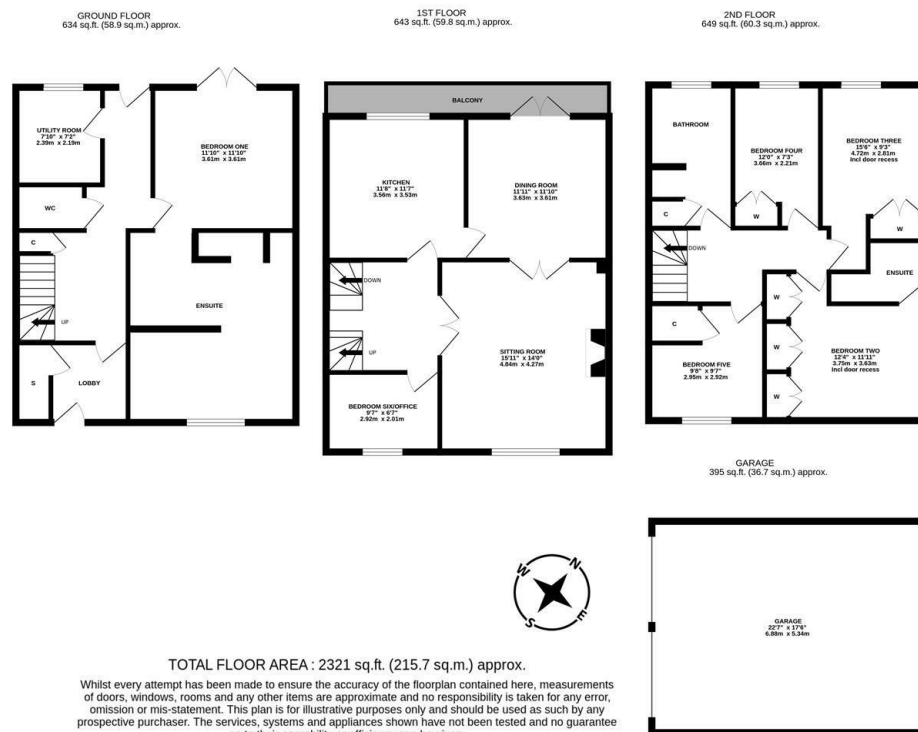 GROUND FLOOR
634 sq.ft. (58.9 sq.m.) approx.
1ST FLOOR
643 sq.ft. (59.8 sq.m.) approx.
2ND FLOOR
649 sq.ft. (60.3 sq.m.) approx.
UTILITY ROOM
7'10" x 7'2"
2.39m x 2.19m
BEDROOM ONE
11'10" x 11'10"
3.61m x 3.61m
WC
C
UP
ENSUITE
S
LOBBY
BALCONY
KITCHEN
11'8" x 11'7"
3.56m x 3.53m
DINING ROOM
11'11" x 11'10"
3.63m x 3.61m
DOWN
UP
SITTING ROOM
15'11" x 14'0"
4.84m x 4.27m
BEDROOM SIX/OFFICE
9'7" x 6'7"
2.92m x 2.01m
BATHROOM
BEDROOM FOUR
12'0" x 7'3"
3.66m x 2.21m
BEDROOM THREE
15'6" x 9'3"
4.72m x 2.81m
Incl door recess
C
W
W
DOWN
ENSUITE
W
C
W
BEDROOM TWO
12'4" x 11'11"
3.75m x 3.63m
Incl door recess
BEDROOM FIVE
9'8" x 9'7"
2.95m x 2.92m
W
GARAGE
395 sq.ft. (36.7 sq.m.) approx.
GARAGE
22'7" x 17'6"
6.88m x 5.34m
N
W
E
S
TOTAL FLOOR AREA : 2321 sq.ft. (215.7 sq.m.) approx.
Whilst every attempt has been made to ensure the accuracy of the floorplan contained here, measurements
of doors, windows, rooms and any other items are approximate and no responsibility is taken for any error,
omission or mis-statement. This plan is for illustrative purposes only and should be used as such by any
prospective purchaser. The services, systems and appliances shown have not been tested and no guarantee